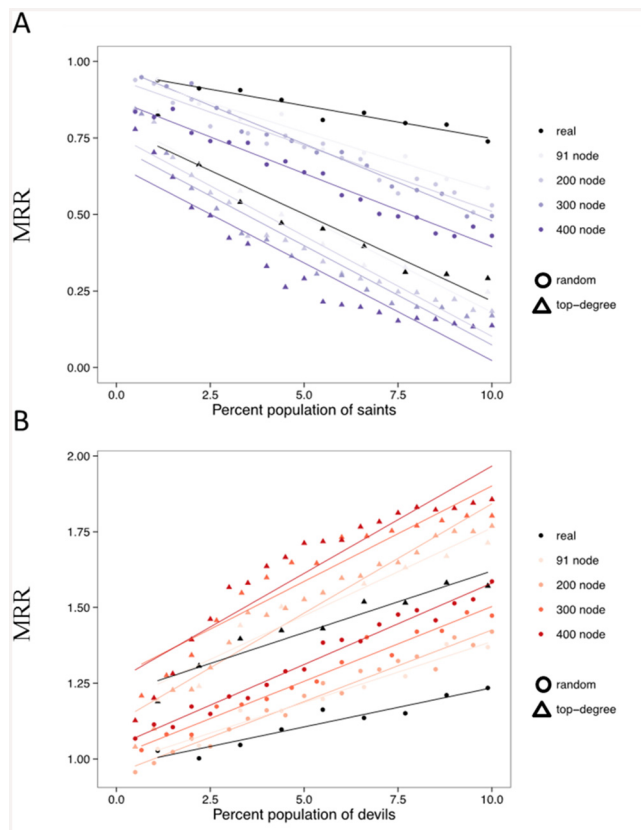 A
1.00
0.75
0.50
0.25
0.00
MRR
0.0 2.5 5.0 7.5 10.0
Percent population of saints
real
91 node
200 node
300 node
400 node
random
top-degree
B
2.00
1.75
1.50
1.25
1.00
MRR
0.0 2.5 5.0 7.5 10.0
Percent population of devils
real
91 node
200 node
300 node
400 node
random
top-degree